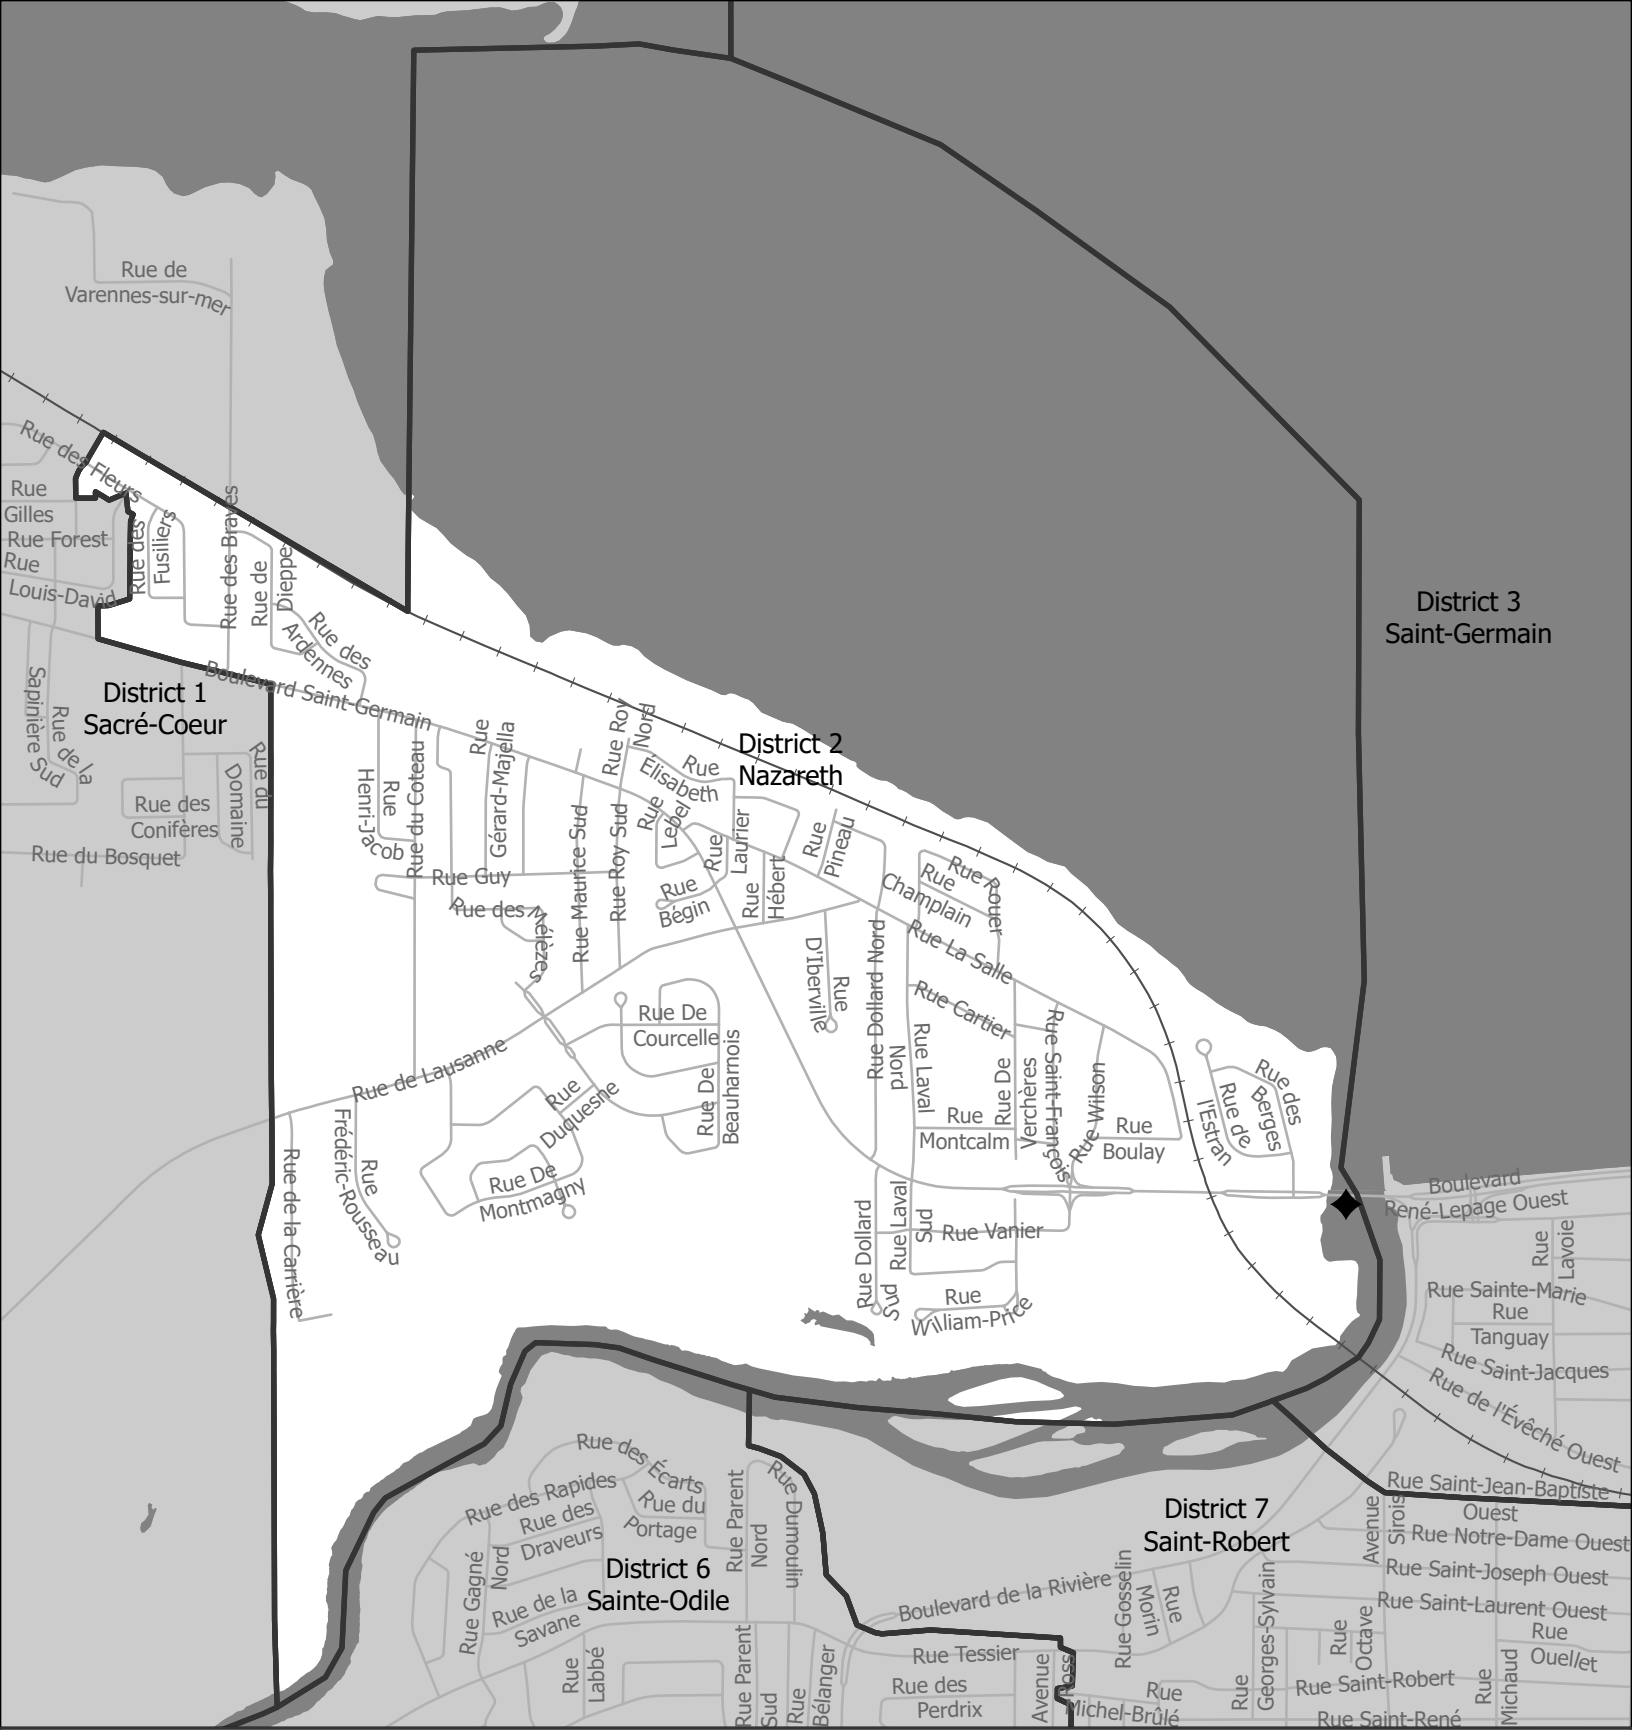 Rue de
Varennes-sur-mer
Rue des Fleurs
Rue
Gilles
Rue Forest
Rue
Louis-David
Rue des
Fusiliers
Rue des Braves
Rue de
Dieppe
Rue des
Ardennes
Boulevard Saint-Germain
District 1
Sacré-Coeur
Sapinière Sud
Rue de la
Rue du
Domaine
Rue des
Conifères
Rue du Bosquet
District 3
Saint-Germain
District 2
Nazareth
Rue
Henri-Jacob
Rue du Coteau
Rue
Gérard-Majella
Rue Roy
Nord
Rue
Élisabeth
Rue
Lebel
Rue Maurice Sud
Rue Roy Sud
Rue
Laurier
Rue
Pineau
Rue Guy
Rue des
Mélèzes
Rue
Bégin
Rue
Hébert
Rue Rouer
Rue
Champlain
Rue La Salle
Rue
D'Iberville
Rue Dollard Nord
Rue Cartier
Rue De
Courcelle
Rue De
Beauharnois
Rue Laval
Nord
Rue De
Verchères
Rue Saint-François
Rue Wilson
Rue
Montcalm
Rue
Boulay
Rue des
Berges
Rue de
l'Estran
Rue de Lausanne
Rue
Duquesne
Rue De
Montmagny
Rue
Frédéric-Rousseau
Rue de la Carrière
Rue Dollard
Sud
Rue Laval
Sud
Rue Vanier
Rue
William-Price
Boulevard
René-Lepage Ouest
Rue
Lavoie
Rue Sainte-Marie
Rue
Tanguay
Rue Saint-Jacques
Rue de l'Évêché Ouest
Rue Saint-Jean-Baptiste
Ouest
Avenue
Sirois
Rue Notre-Dame Ouest
Rue Saint-Joseph Ouest
Rue Saint-Laurent Ouest
Rue
Ouellet
Rue
Octave
Rue Saint-Robert
Rue
Michaud
Rue Saint-René
District 7
Saint-Robert
Rue
Georges-Sylvain
Rue Gosselin
Rue
Morin
Boulevard de la Rivière
Rue Tessier
Rue des
Perdrix
Avenue
Ross
Rue
Michel-Brûlé
Rue des Écarts
Rue des Rapides
Rue des
Draveurs
Rue du
Portage
Rue Parent
Nord
Rue Dumoulin
Rue Gagné
Nord
Rue de la
Savane
District 6
Sainte-Odile
Rue
Labbé
Rue Parent
Sud
Rue
Bélanger